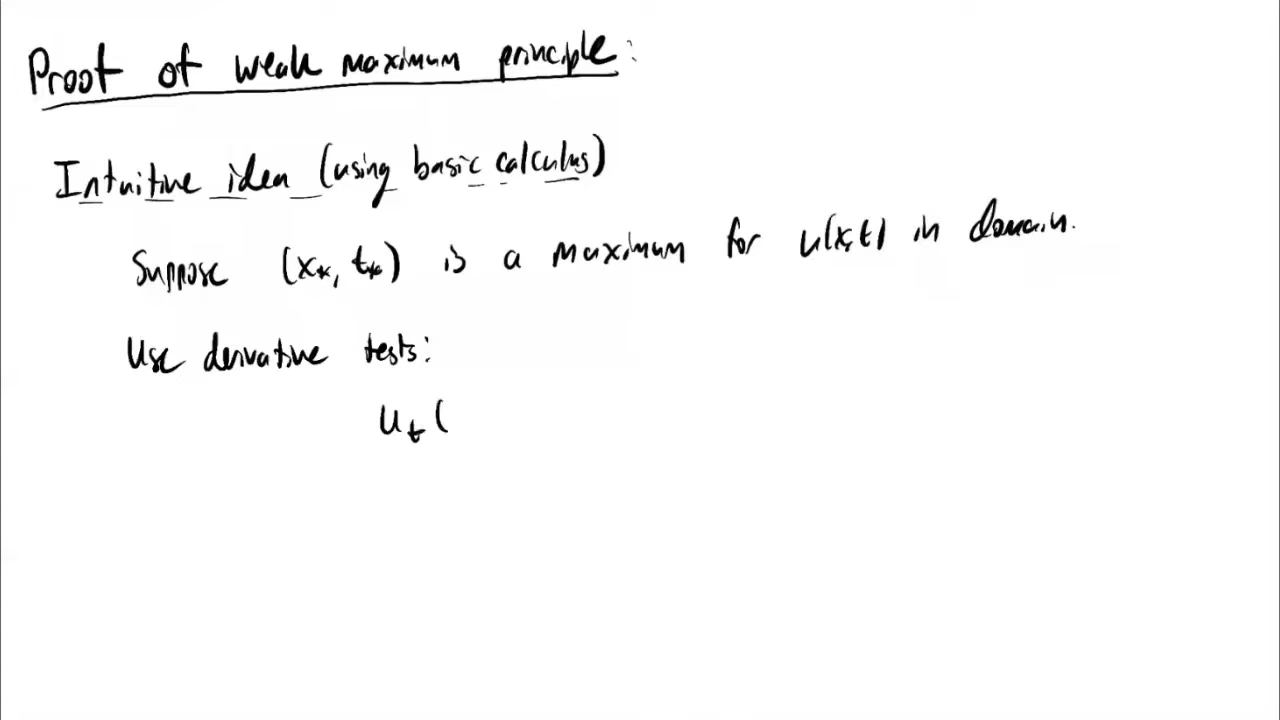 Proof of weak maximum principle:
Intuitive idea (using basic calculus)
Suppose (x*, t*) is a maximum for u(x,t) in domain.
Use derivative tests:
u_t (